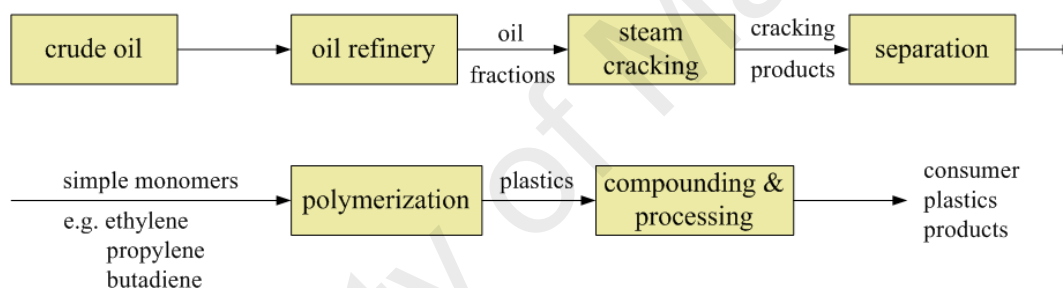 crude oil
oil refinery
oil
fractions
steam
cracking
cracking
products
separation
simple monomers
e.g. ethylene
propylene
butadiene
polymerization
plastics
compounding &
processing
consumer
plastics
products